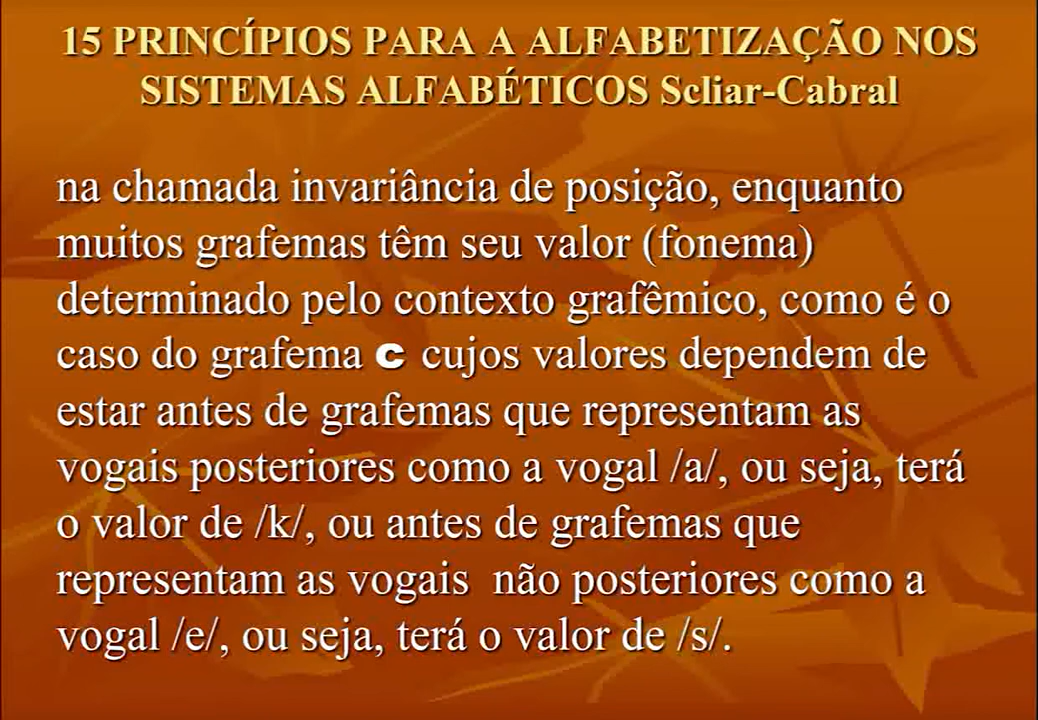 15 PRINCÍPIOS PARA A ALFABETIZAÇÃO NOS
SISTEMAS ALFABÉTICOS Scliar-Cabral
na chamada invariância de posição, enquanto
muitos grafemas têm seu valor (fonema)
determinado pelo contexto grafêmico, como é o
caso do grafema c cujos valores dependem de
estar antes de grafemas que representam as
vogais posteriores como a vogal /a/, ou seja, terá
o valor de /k/, ou antes de grafemas que
representam as vogais não posteriores como a
vogal /e/, ou seja, terá o valor de /s/.